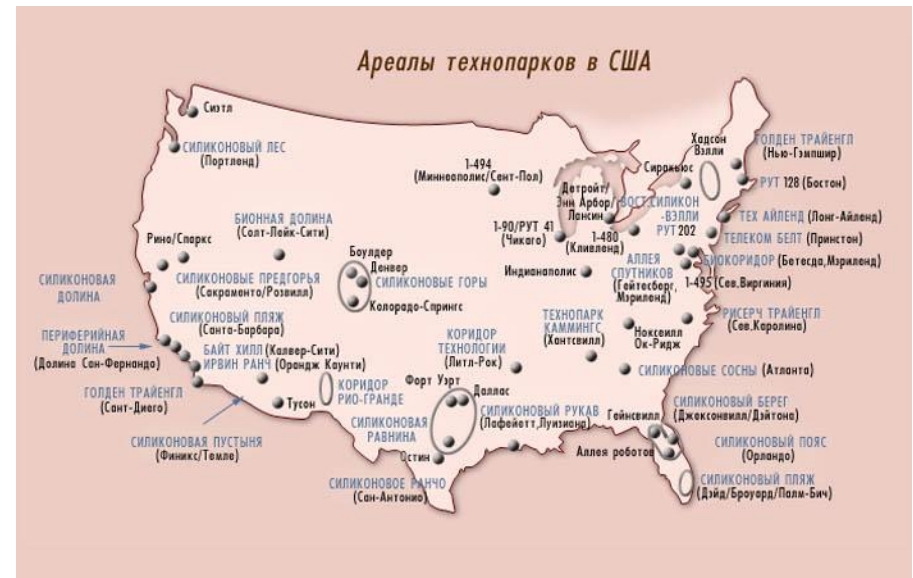 Ареалы технопарков в США
Сиэтл
СИЛИКОНОВЫЙ ЛЕС
(Портленд)
1-494
(Миннеаполис/Сент-Пол)
Хадсон
Вэлли
ГОЛДЕН ТРАЙЕНГЛ
(Нью-Гэмпшир)
Сиракьюс
РУТ 128 (Бостон)
Детройт/
Энн Арбор/
Лансин
ВОСТ.СИЛИКОН
-ВЭЛЛИ
РУТ 202
ТЕХ АЙЛЕНД (Лонг-Айленд)
БИОННАЯ ДОЛИНА
(Солт-Лейк-Сити)
1-90/РУТ 41
(Чикаго)
1-480
(Кливленд)
ТЕЛЕКОМ БЕЛТ (Принстон)
Рино/Спаркс
Боулдер
Денвер
БИОКОРИДОР (Бетесда,Мэриленд)
СИЛИКОНОВАЯ
ДОЛИНА
СИЛИКОНОВЫЕ ПРЕДГОРЬЯ
(Сакраменто/Розвилл)
СИЛИКОНОВЫЕ ГОРЫ
Колорадо-Спрингс
Индианаполис
АЛЛЕЯ
СПУТНИКОВ
(Гейтесберг,
Мэриленд)
1-495 (Сев.Виргиния)
СИЛИКОНОВЫЙ ПЛЯЖ
(Санта-Барбара)
ТЕХНОПАРК
КАММИНГС
(Хантсвилл)
РИСЕРЧ ТРАЙЕНГЛ
(Сев.Каролина)
ПЕРИФЕРИЙНАЯ
ДОЛИНА
(Долина Сан-Фернандо)
БАЙТ ХИЛЛ (Калвер-Сити)
ИРВИН РАНЧ (Орандж Каунти)
КОРИДОР
ТЕХНОЛОГИИ
(Литл-Рок)
Ноксвилл
Ок-Ридж
ГОЛДЕН ТРАЙЕНГЛ
(Сант-Диего)
Тусон
КОРИДОР
РИО-ГРАНДЕ
Форт Уэрт
Даллас
СИЛИКОНОВЫЕ СОСНЫ (Атланта)
СИЛИКОНОВАЯ ПУСТЫНЯ
(Финикс/Темпе)
СИЛИКОНОВАЯ
РАВНИНА
СИЛИКОНОВЫЙ РУКАВ
(Лафейетт,Луизиана)
Гейнсвилл
СИЛИКОНОВЫЙ БЕРЕГ
(Джексонвилл/Дэйтона)
Остин
Аллея роботов
СИЛИКОНОВЫЙ ПОЯС
(Орландо)
СИЛИКОНОВОЕ РАНЧО
(Сан-Антонио)
СИЛИКОНОВЫЙ ПЛЯЖ
(Дэйд/Броуард/Палм-Бич)